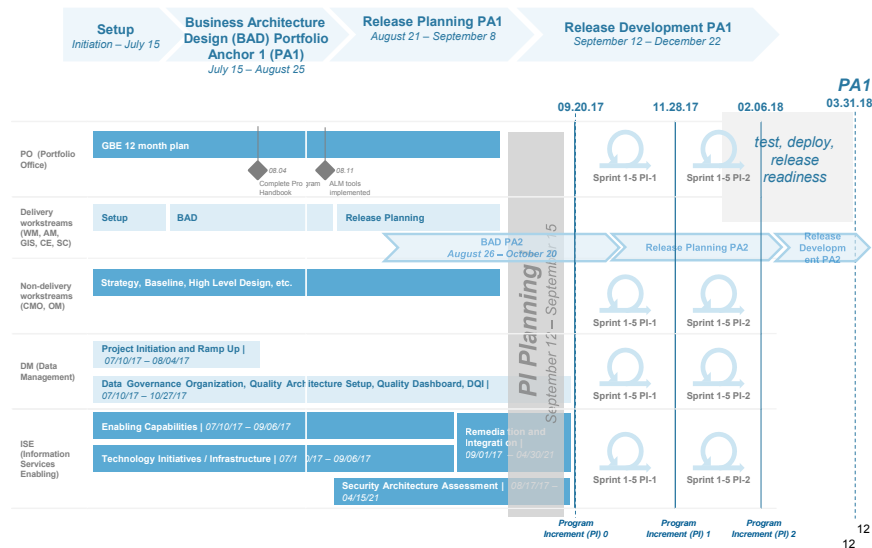 Setup
Initiation – July 15
Business Architecture
Design (BAD) Portfolio
Anchor 1 (PA1)
July 15 – August 25
Release Planning PA1
August 21 – September 8
Release Development PA1
September 12 – December 22
PA1
09.20.17
11.28.17
02.06.18
03.31.18
PO (Portfolio
Office)
GBE 12 month plan
08.04
Complete Program
Handbook
08.11
ALM tools
implemented
Sprint 1-5 PI-1
Sprint 1-5 PI-2
test, deploy,
release
readiness
Delivery
workstreams
(WM, AM,
GIS, CE, SC)
Setup
BAD
Release Planning
BAD PA2
August 26 – October 20
Release Planning PA2
Release
Developm
ent PA2
PI Planning
September 12 – September 15
Non-delivery
workstreams
(CMO, OM)
Strategy, Baseline, High Level Design, etc.
Sprint 1-5 PI-1
Sprint 1-5 PI-2
DM (Data
Management)
Project Initiation and Ramp Up |
07/10/17 – 08/04/17
Data Governance Organization, Quality Architecture Setup, Quality Dashboard, DQI |
07/10/17 – 10/27/17
Sprint 1-5 PI-1
Sprint 1-5 PI-2
ISE
(Information
Services
Enabling)
Enabling Capabilities | 07/10/17 – 09/06/17
Technology Initiatives / Infrastructure | 07/10/17 – 09/06/17
Remediation and
Integration |
09/01/17 – 04/30/21
Security Architecture Assessment | 06/17/17 –
04/15/21
Sprint 1-5 PI-1
Sprint 1-5 PI-2
Program
Increment (PI) 0
Program
Increment (PI) 1
Program
Increment (PI) 2
12
12